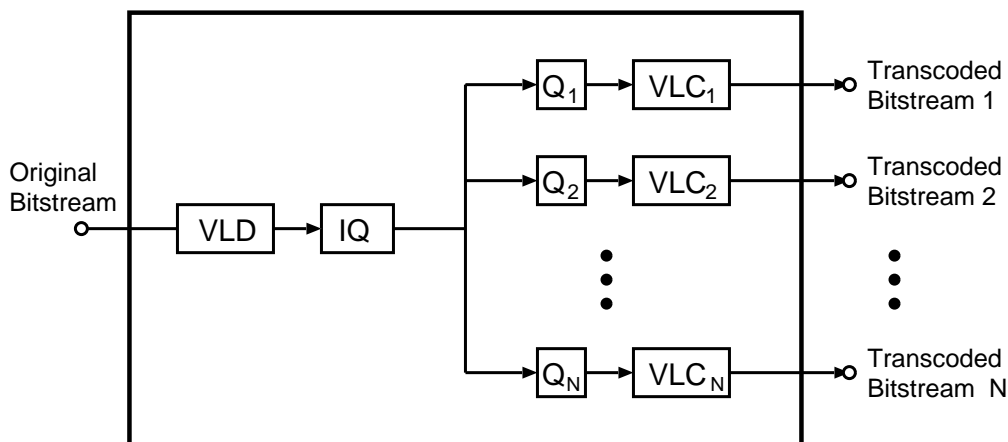 Original
Bitstream
VLD
IQ
Q1
VLC1
Transcoded
Bitstream 1
Q2
VLC2
Transcoded
Bitstream 2
QN
VLCN
Transcoded
Bitstream N